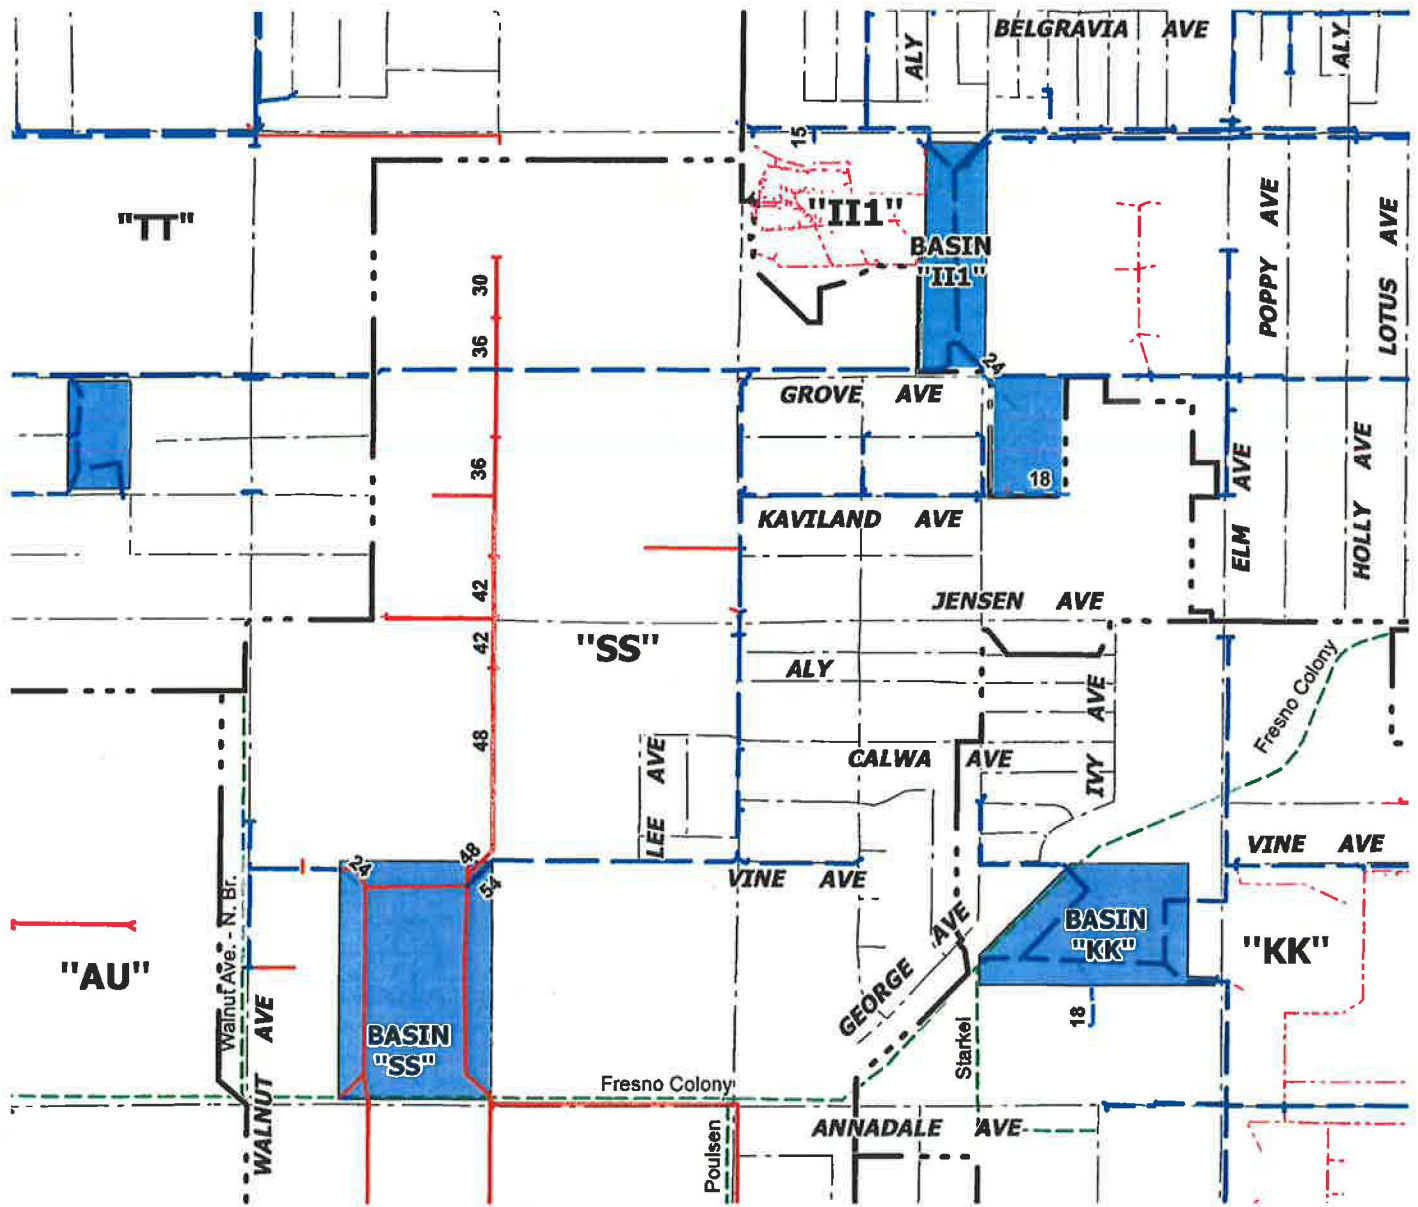 BELGRAVIA AVE
ALY
ALY
15
"TT"
"II1"
BASIN
"II1"
POPPY AVE
LOTUS AVE
30
36
24
GROVE AVE
36
18
ELM AVE
HOLLY AVE
KAVILAND AVE
42
JENSEN AVE
42
"SS"
ALY
IVY AVE
Fresno Colony
48
LEE AVE
CALWA AVE
VINE AVE
24
48
54
VINE AVE
Walnut Ave. - N. Br.
"AU"
GEORGE AVE
BASIN
"KK"
"KK"
18
WALNUT AVE
BASIN
"SS"
Starkel
Fresno Colony
Poulsen
ANNADALE AVE